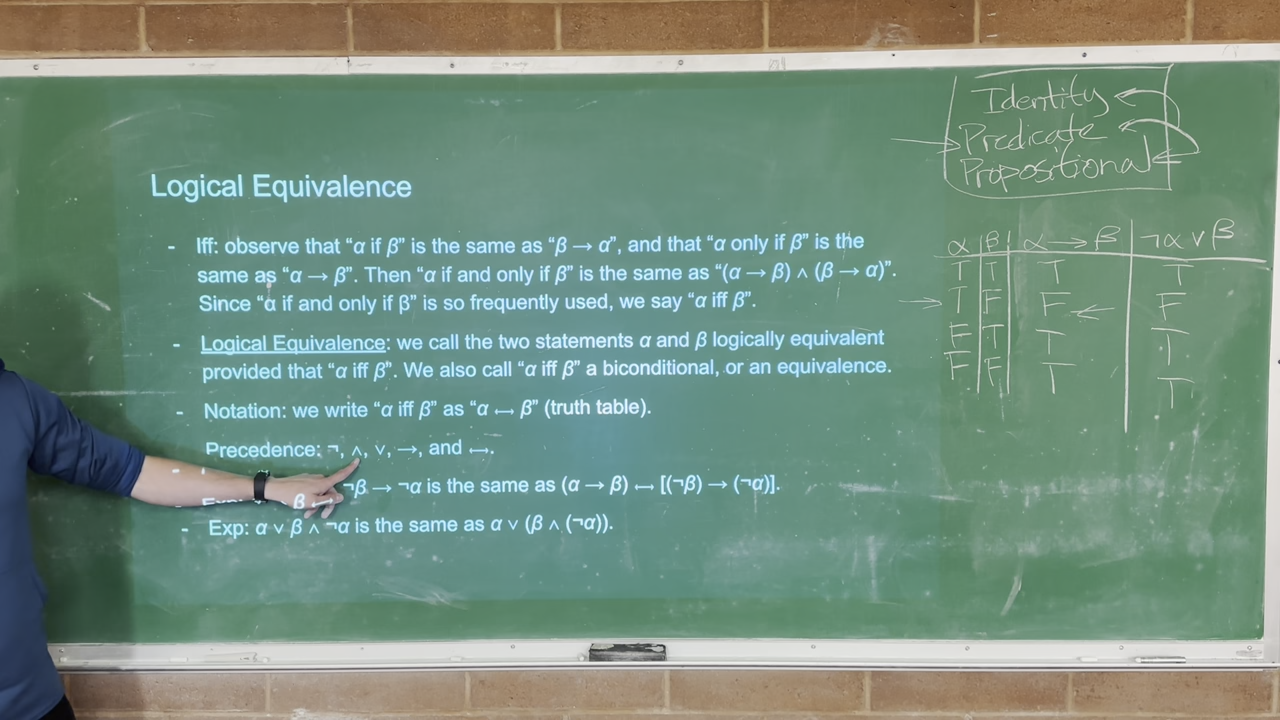 Identity
Predicate
Propositional
Logical Equivalence
- Iff: observe that “α if β” is the same as “β → α”, and that “α only if β” is the
same as “α → β”. Then “α if and only if β” is the same as “(α → β) ∧ (β → α)”.
Since “α if and only if β” is so frequently used, we say “α iff β”.
- Logical Equivalence: we call the two statements α and β logically equivalent
provided that “α iff β”. We also call “α iff β” a biconditional, or an equivalence.
- Notation: we write “α iff β” as “α ⟷ β” (truth table).
- Precedence: ¬, ∧, ∨, →, and ⟷.
- β ⟷ ¬β → ¬α is the same as (α → β) ⟷ [(¬β) → (¬α)].
- Exp: α ∨ β ∧ ¬α is the same as α ∨ (β ∧ (¬α)).
α β α → β ¬α ∨ β
T T T T
T F F F
F T T T
F F T T